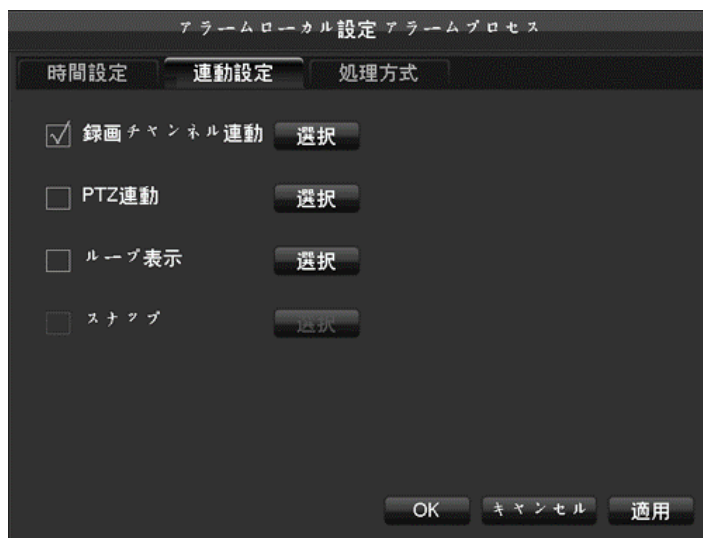 アラームローカル設定 アラームプロセス
時間設定 連動設定 処理方式
録画チャンネル連動 選択
PTZ連動 選択
ループ表示 選択
スナップ 選択
OK キャンセル 適用